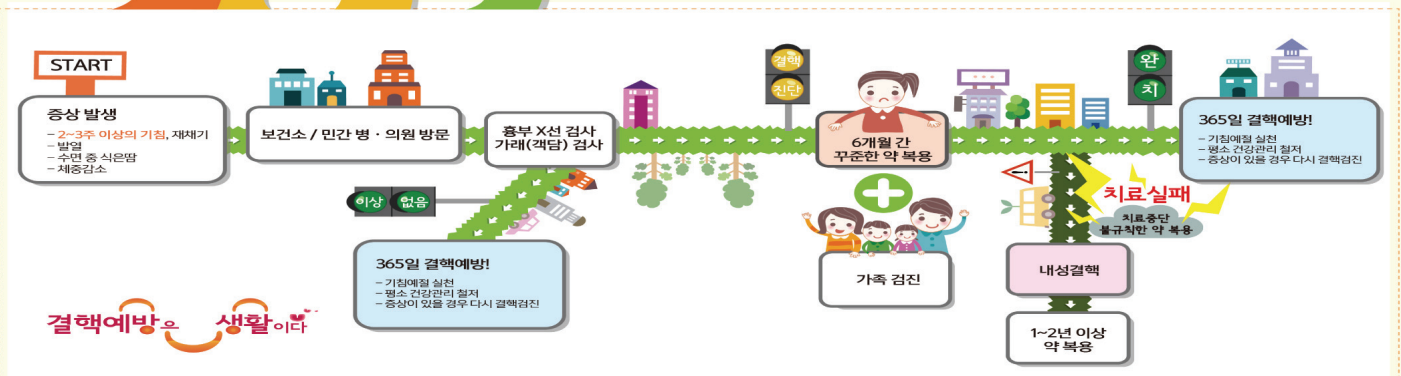 START
증상 발생
- 2~3주 이상의 기침, 재채기
- 발열
- 수면 중 식은땀
- 체중감소
보건소 / 민간 병 · 의원 방문
흉부 X선 검사
가래(객담) 검사
이상 없음
365일 결핵예방!
- 기침예절 실천
- 평소 건강관리 철저
- 증상이 있을 경우 다시 결핵검진
결핵
진단
6개월 간
꾸준한 약 복용
가족 검진
완
치
365일 결핵예방!
- 기침예절 실천
- 평소 건강관리 철저
- 증상이 있을 경우 다시 결핵검진
치료실패
치료중단
불규칙한 약 복용
내성결핵
1~2년 이상
약 복용
결핵예방은 생활이다